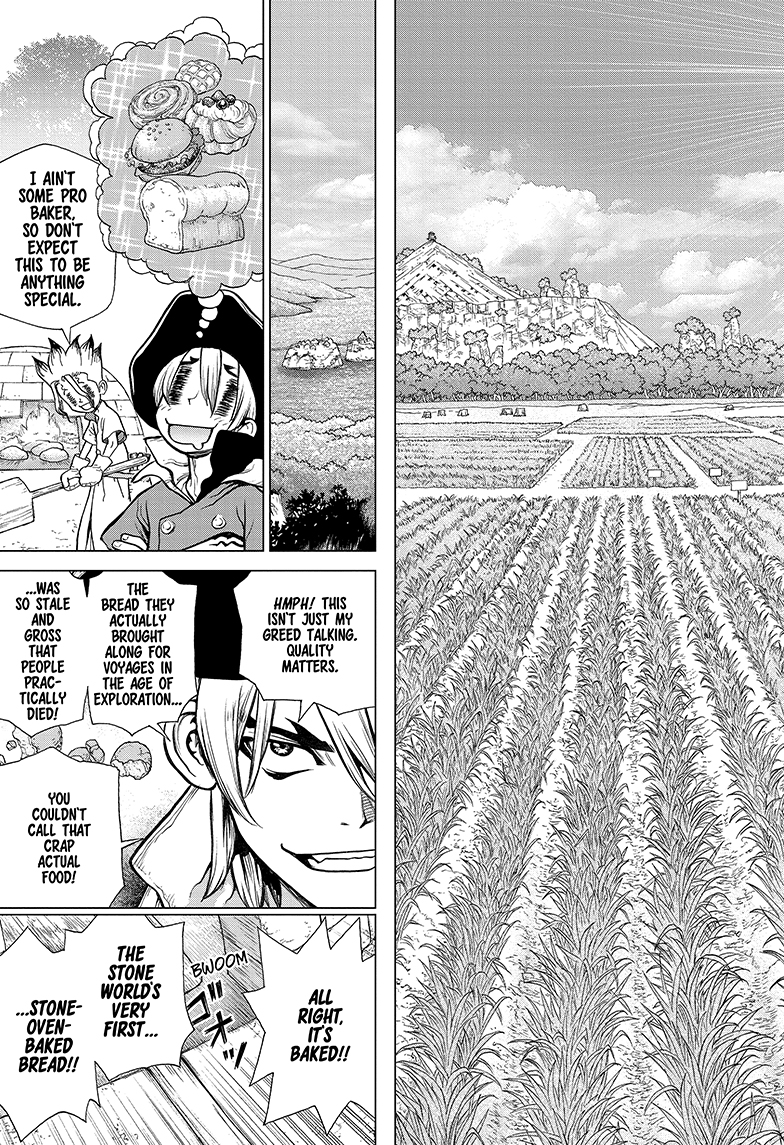 I AIN'T
SOME PRO
BAKER,
SO DON'T
EXPECT
THIS TO BE
ANYTHING
SPECIAL.
HMPH! THIS
ISN'T JUST MY
GREED TALKING.
QUALITY
MATTERS.
THE
BREAD THEY
ACTUALLY
BROUGHT
ALONG FOR
VOYAGES IN
THE AGE OF
EXPLORATION...
...WAS
SO STALE
AND
GROSS
THAT
PEOPLE
PRAC-
TICALLY
DIED!
YOU
COULDN'T
CALL THAT
CRAP
ACTUAL
FOOD!
ALL
RIGHT,
IT'S
BAKED!!
BWOOM
ゴオッ
THE
STONE
WORLD'S
VERY
FIRST...
...STONE-
OVEN-
BAKED
BREAD!!